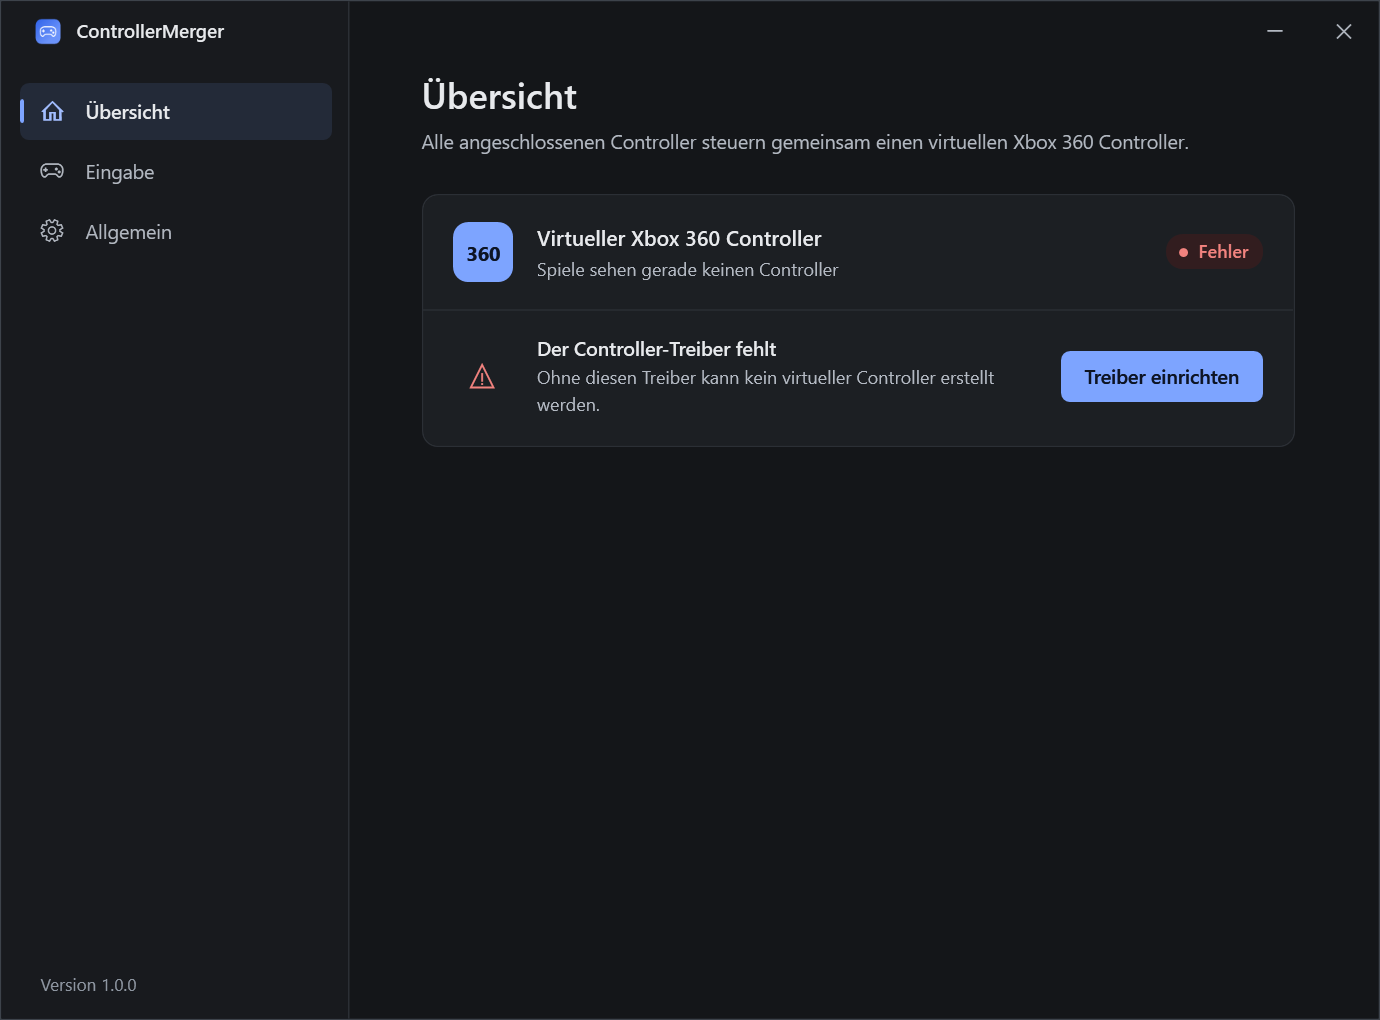 ControllerMerger
Übersicht
Eingabe
Allgemein
Version 1.0.0
Übersicht
Alle angeschlossenen Controller steuern gemeinsam einen virtuellen Xbox 360 Controller.
360
Virtueller Xbox 360 Controller
Spiele sehen gerade keinen Controller
Fehler
Der Controller-Treiber fehlt
Ohne diesen Treiber kann kein virtueller Controller erstellt
werden.
Treiber einrichten